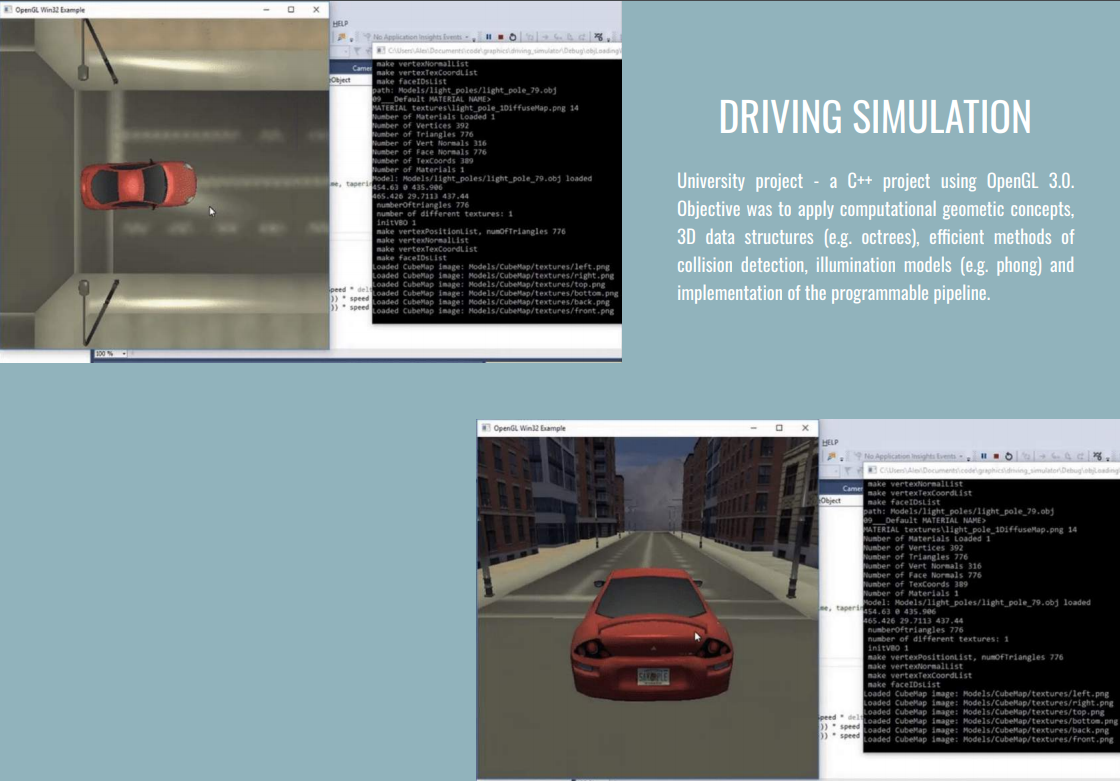 OpenGL Win32 Example
HELP
No Application Insights Events
C:\Users\Alex\Documents\code\graphics\driving_simulator\Debug\objLoading
Camer
Object
make vertexNormalList
make vertexTexCoordList
make faceIDsList
path: Models/light_poles/light_pole_79.obj
09___Default MATERIAL NAME>
MATERIAL textures\light_pole_1DiffuseMap.png 14
Number of Materials Loaded 1
Number of Vertices 392
Number of Triangles 776
Number of Vert Normals 316
Number of Face Normals 776
Number of TexCoords 389
Number of Materials 1
Model: Models/light_poles/light_pole_79.obj loaded
454.63 0 435.906
465.426 29.7113 437.44
numberOftriangles 776
number of different textures: 1
initVBO 1
make vertexPositionList, numOfTriangles 776
make vertexNormalList
make vertexTexCoordList
make faceIDsList
Loaded CubeMap image: Models/CubeMap/textures/left.png
Loaded CubeMap image: Models/CubeMap/textures/right.png
Loaded CubeMap image: Models/CubeMap/textures/top.png
Loaded CubeMap image: Models/CubeMap/textures/bottom.png
Loaded CubeMap image: Models/CubeMap/textures/back.png
Loaded CubeMap image: Models/CubeMap/textures/front.png
me, taperin
peed * delt
)) * speed
)) * speed
100 %
DRIVING SIMULATION
University project - a C++ project using OpenGL 3.0.
Objective was to apply computational geometic concepts,
3D data structures (e.g. octrees), efficient methods of
collision detection, illumination models (e.g. phong) and
implementation of the programmable pipeline.
OpenGL Win32 Example
HELP
No Application Insights Events
C:\Users\Alex\Documents\code\graphics\driving_simulator\Debug\objLoading
Camer
Object
make vertexNormalList
make vertexTexCoordList
make faceIDsList
path: Models/light_poles/light_pole_79.obj
09___Default MATERIAL NAME>
MATERIAL textures\light_pole_1DiffuseMap.png 14
Number of Materials Loaded 1
Number of Vertices 392
Number of Triangles 776
Number of Vert Normals 316
Number of Face Normals 776
Number of TexCoords 389
Number of Materials 1
Model: Models/light_poles/light_pole_79.obj loaded
454.63 0 435.906
465.426 29.7113 437.44
numberOftriangles 776
number of different textures: 1
initVBO 1
make vertexPositionList, numOfTriangles 776
make vertexNormalList
make vertexTexCoordList
make faceIDsList
Loaded CubeMap image: Models/CubeMap/textures/left.png
Loaded CubeMap image: Models/CubeMap/textures/right.png
Loaded CubeMap image: Models/CubeMap/textures/top.png
Loaded CubeMap image: Models/CubeMap/textures/bottom.png
Loaded CubeMap image: Models/CubeMap/textures/back.png
Loaded CubeMap image: Models/CubeMap/textures/front.png
me, taperin
peed * del
)) * speed
)) * speed
SAMPLE